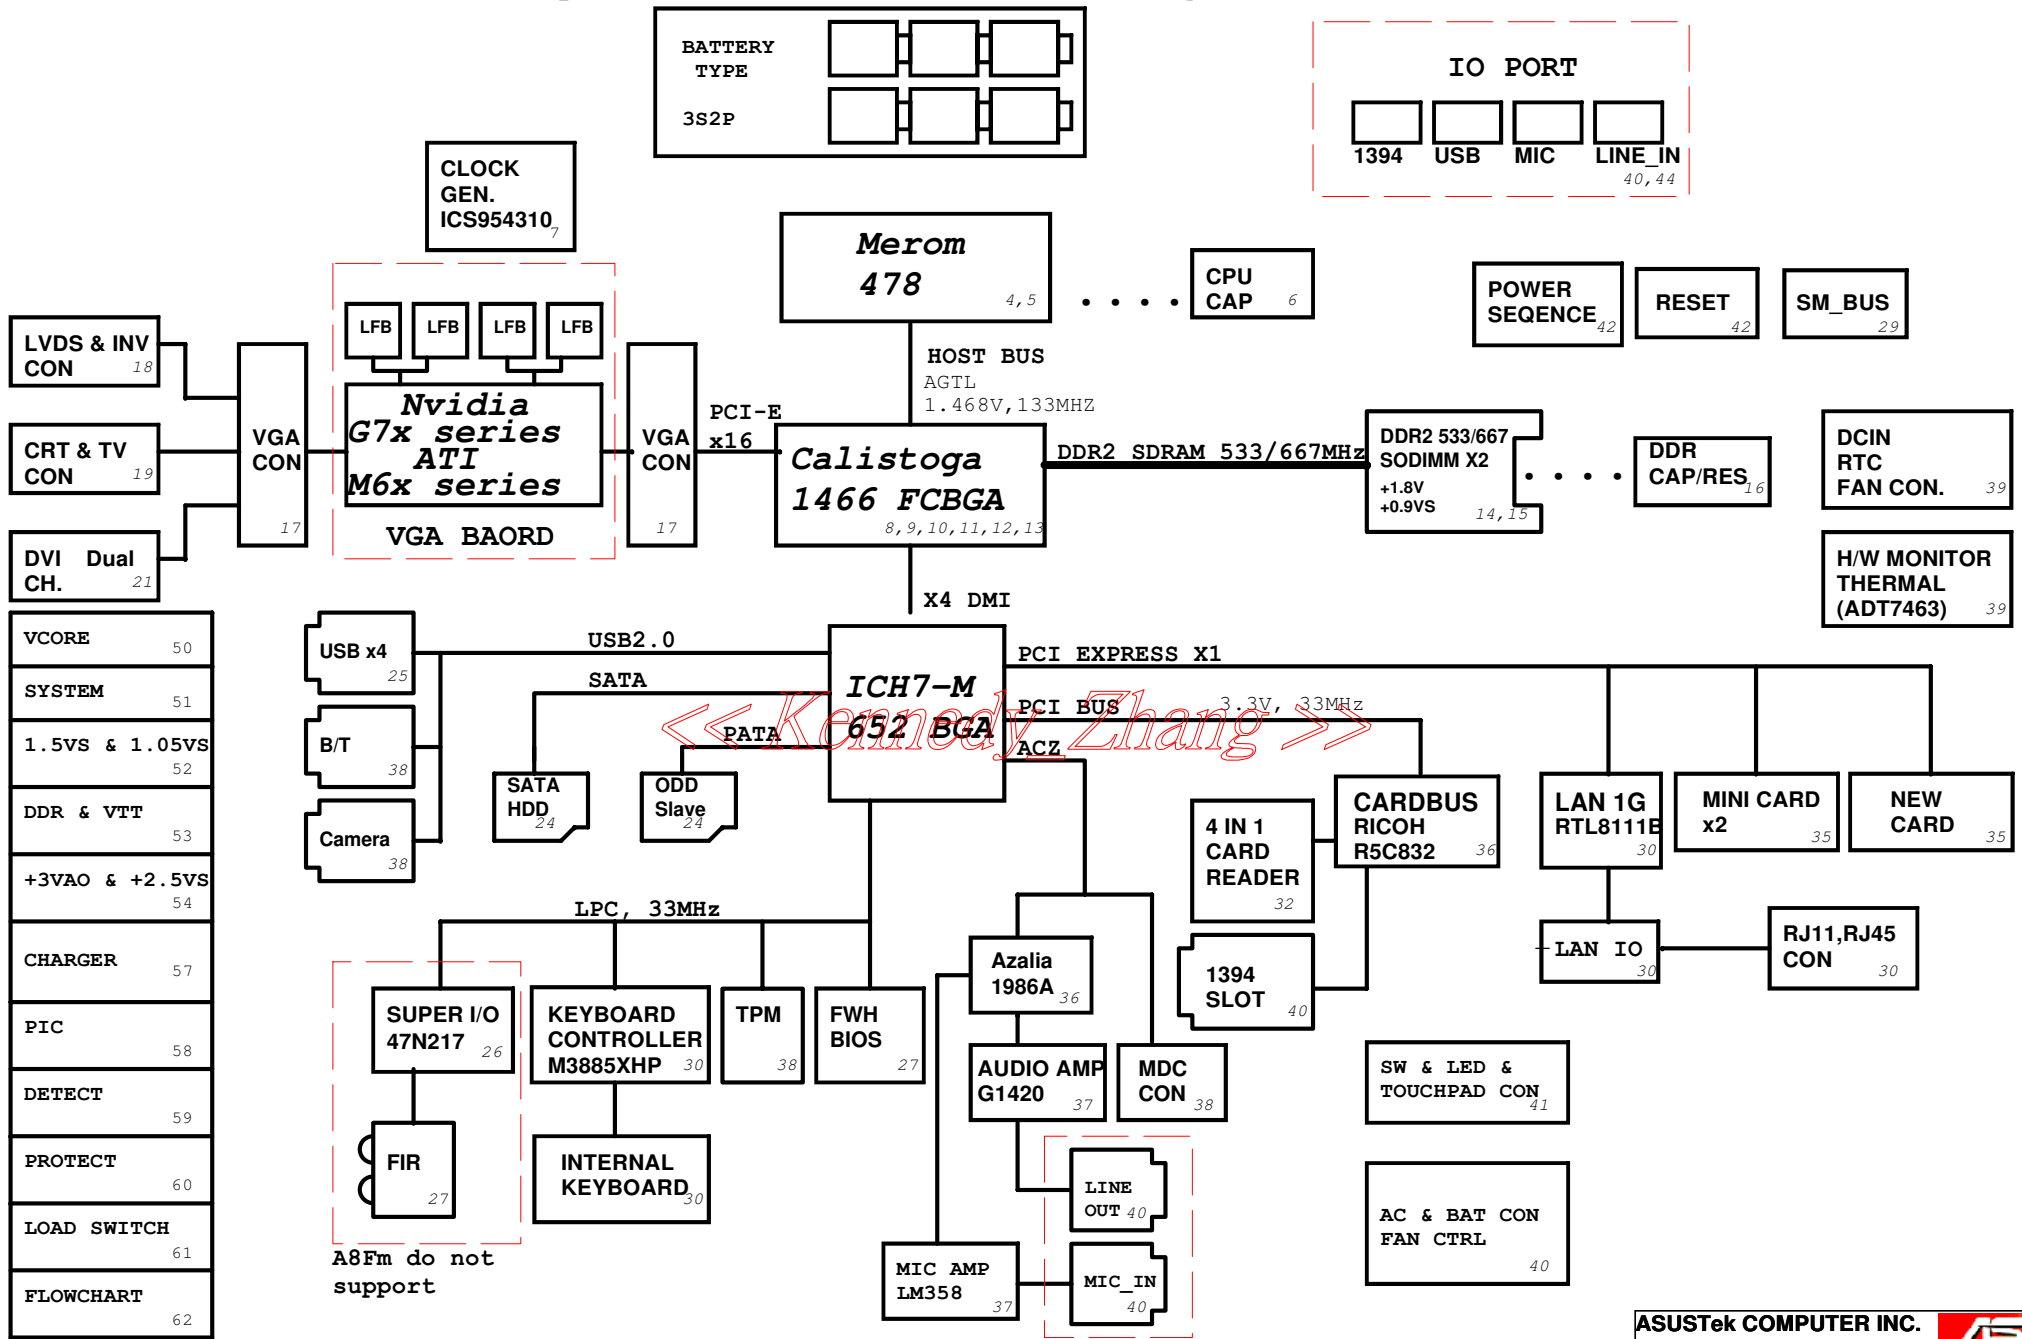 BATTERY
TYPE
3S2P
IO PORT
1394
USB
MIC
LINE_IN
40,44
CLOCK
GEN.
ICS954310
7
Merom
478
4,5
CPU
CAP
6
POWER
SEQENCE
42
RESET
42
SM_BUS
29
LVDS & INV
CON
18
CRT & TV
CON
19
DVI Dual
CH.
21
VGA
CON
17
LFB
LFB
LFB
LFB
Nvidia
G7x series
ATI
M6x series
VGA BAORD
VGA
CON
17
PCI-E
x16
HOST BUS
AGTL
1.468V,133MHZ
Calistoga
1466 FCBGA
8,9,10,11,12,13
DDR2 SDRAM 533/667MHz
DDR2 533/667
SODIMM X2
+1.8V
+0.9VS
14,15
DDR
CAP/RES
16
DCIN
RTC
FAN CON.
39
H/W MONITOR
THERMAL
(ADT7463)
39
X4 DMI
VCORE
50
SYSTEM
51
1.5VS & 1.05VS
52
DDR & VTT
53
+3VAO & +2.5VS
54
CHARGER
57
PIC
58
DETECT
59
PROTECT
60
LOAD SWITCH
61
FLOWCHART
62
USB x4
25
B/T
38
Camera
38
USB2.0
SATA
PATA
SATA
HDD
24
ODD
Slave
24
ICH7-M
652 BGA
<< Kennedy Zhang >>
PCI EXPRESS X1
PCI BUS
3.3V, 33MHz
ACZ
4 IN 1
CARD
READER
32
CARDBUS
RICOH
R5C832
36
1394
SLOT
40
LAN 1G
RTL8111B
30
MINI CARD
x2
35
NEW
CARD
35
LAN IO
30
RJ11,RJ45
CON
30
LPC, 33MHz
SUPER I/O
47N217
26
FIR
27
A8Fm do not
support
KEYBOARD
CONTROLLER
M3885XHP
30
INTERNAL
KEYBOARD
30
TPM
38
FWH
BIOS
27
Azalia
1986A
36
AUDIO AMP
G1420
37
MDC
CON
38
LINE
OUT
40
MIC AMP
LM358
37
MIC_IN
40
SW & LED &
TOUCHPAD CON
41
AC & BAT CON
FAN CTRL
40
ASUSTek COMPUTER INC.